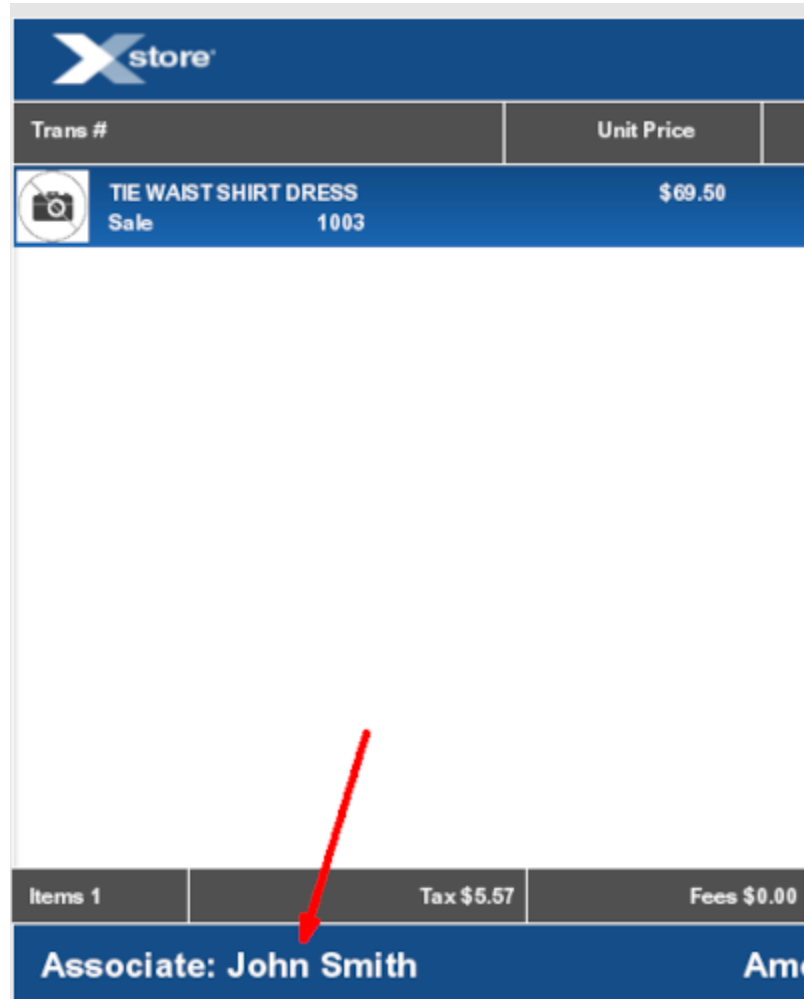 Xstore
Trans # Unit Price
TIE WAIST SHIRT DRESS $69.50
Sale 1003
Items 1 Tax $5.57 Fees $0.00
Associate: John Smith